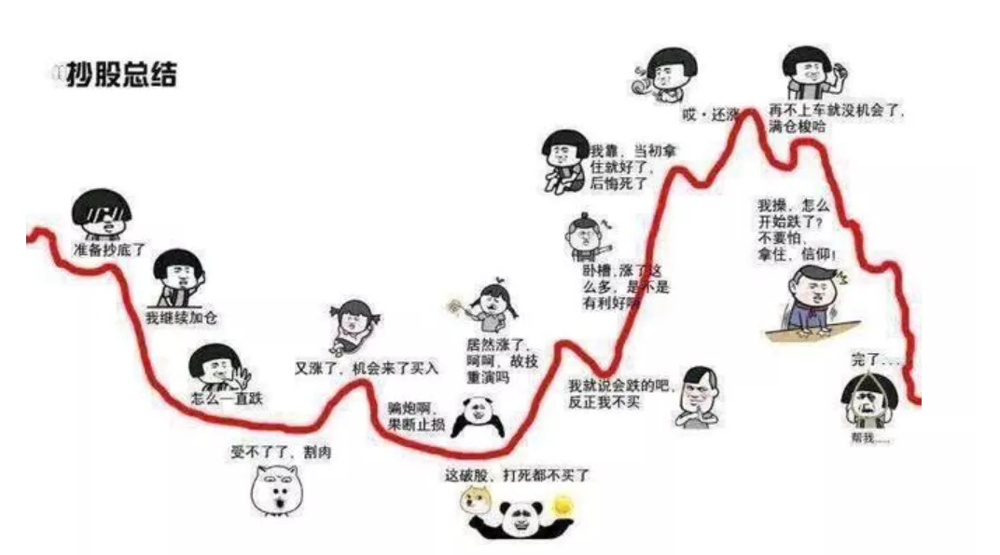 抄股总结
准备抄底了
我继续加仓
怎么一直跌
受不了了，割肉
又涨了，机会来了买入
骗炮啊，
果断止损
这破股，打死都不买了
居然涨了，
呵呵，故技
重演吗
我就说会跌的吧，
反正我不买
卧槽，涨了这
么多，是不是
有利好啊
我靠，当初拿
住就好了，
后悔死了
哎·还涨
再不上车就没机会了，
满仓梭哈
我操，怎么
开始跌了？
不要怕，
拿住，信仰！
完了....
帮我.....